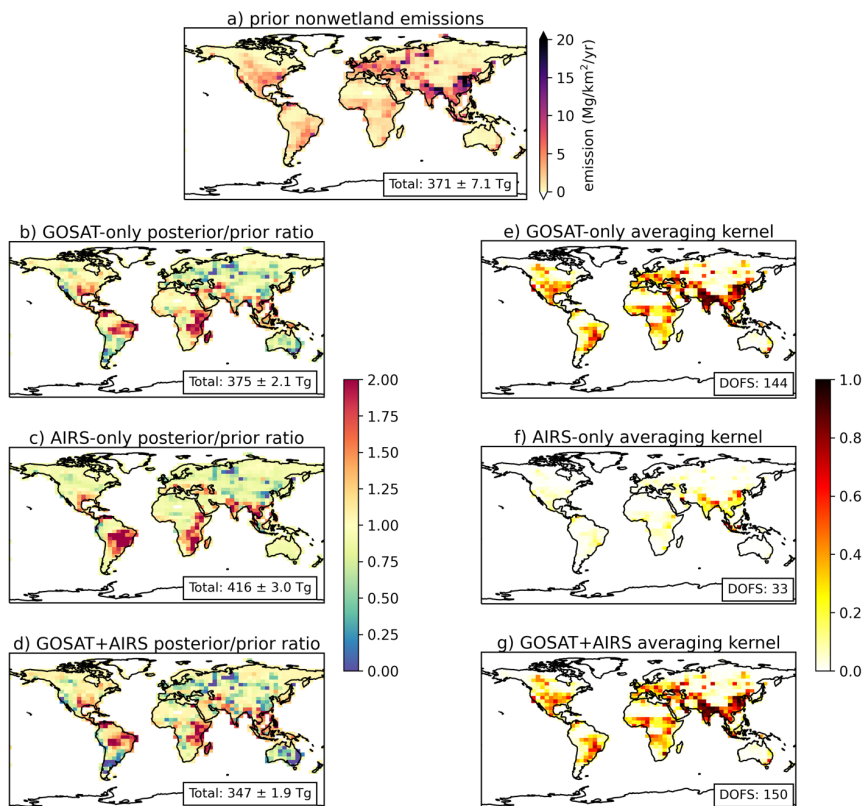 a) prior nonwetland emissions
20
15
10
5
0
emission (Mg/km²/yr)
Total: 371 ± 7.1 Tg
b) GOSAT-only posterior/prior ratio
Total: 375 ± 2.1 Tg
e) GOSAT-only averaging kernel
DOFS: 144
c) AIRS-only posterior/prior ratio
Total: 416 ± 3.0 Tg
2.00
1.75
1.50
1.25
1.00
0.75
0.50
0.25
0.00
f) AIRS-only averaging kernel
DOFS: 33
1.0
0.8
0.6
0.4
0.2
0.0
d) GOSAT+AIRS posterior/prior ratio
Total: 347 ± 1.9 Tg
g) GOSAT+AIRS averaging kernel
DOFS: 150